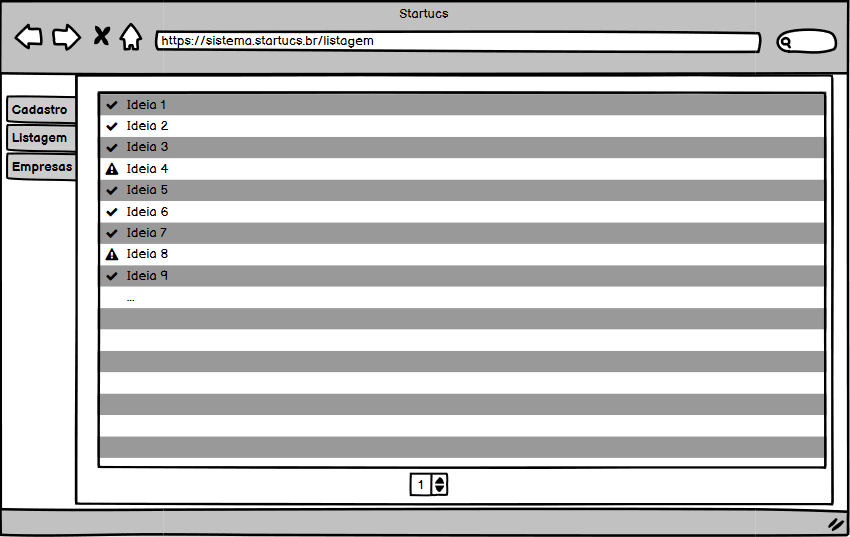 Startucs
https://sistema.startucs.br/listagem
Cadastro
Listagem
Empresas
Ideia 1
Ideia 2
Ideia 3
Ideia 4
Ideia 5
Ideia 6
Ideia 7
Ideia 8
Ideia 9
...
1